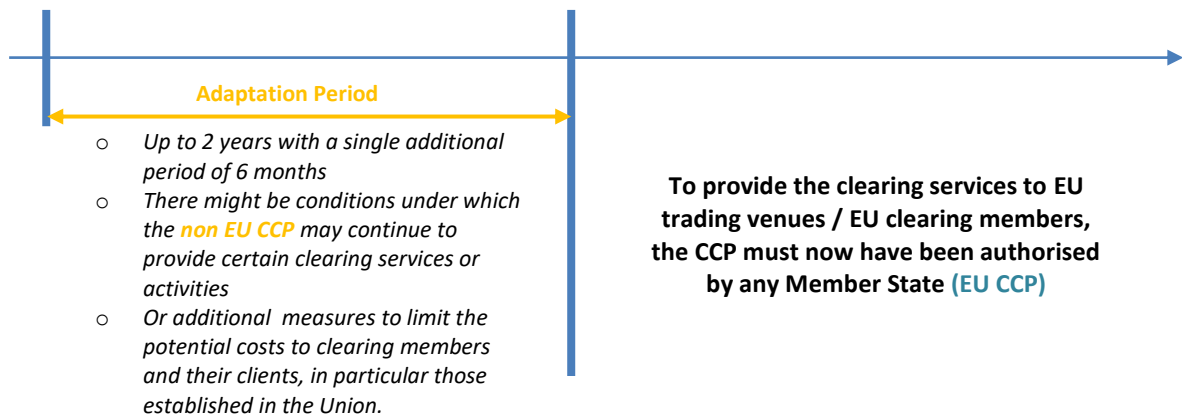 Adaptation Period
o Up to 2 years with a single additional
period of 6 months
o There might be conditions under which
the non EU CCP may continue to
provide certain clearing services or
activities
o Or additional measures to limit the
potential costs to clearing members
and their clients, in particular those
established in the Union.
To provide the clearing services to EU
trading venues / EU clearing members,
the CCP must now have been authorised
by any Member State (EU CCP)